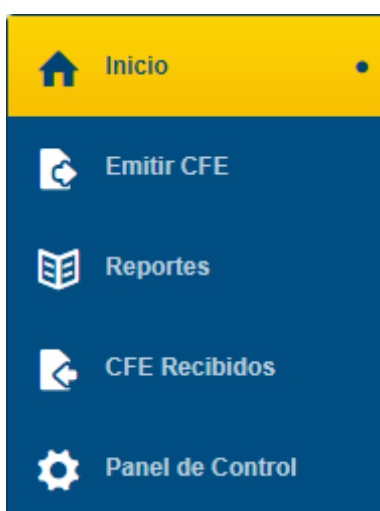 Inicio
Emitir CFE
Reportes
CFE Recibidos
Panel de Control